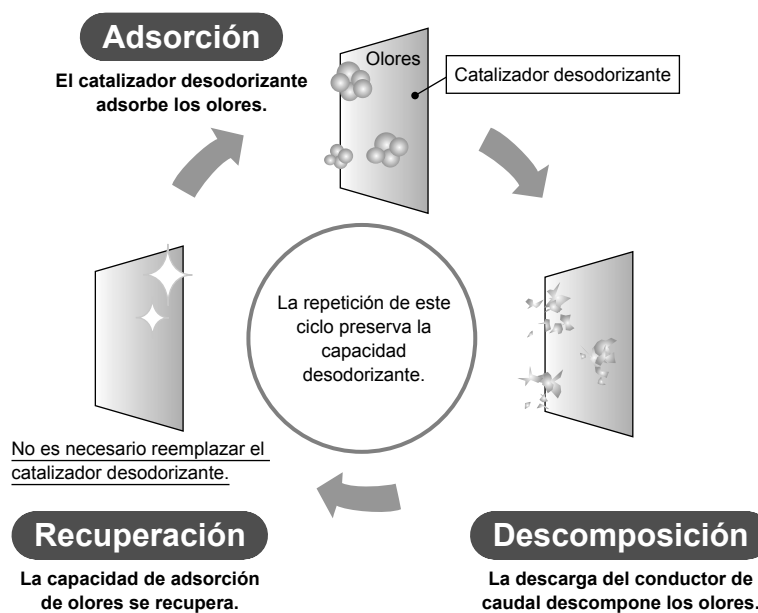 Adsorción
El catalizador desodorizante
adsorbe los olores.
Olores
Catalizador desodorizante
La repetición de este
ciclo preserva la
capacidad
desodorizante.
No es necesario reemplazar el
catalizador desodorizante.
Recuperación
La capacidad de adsorción
de olores se recupera.
Descomposición
La descarga del conductor de
caudal descompone los olores.